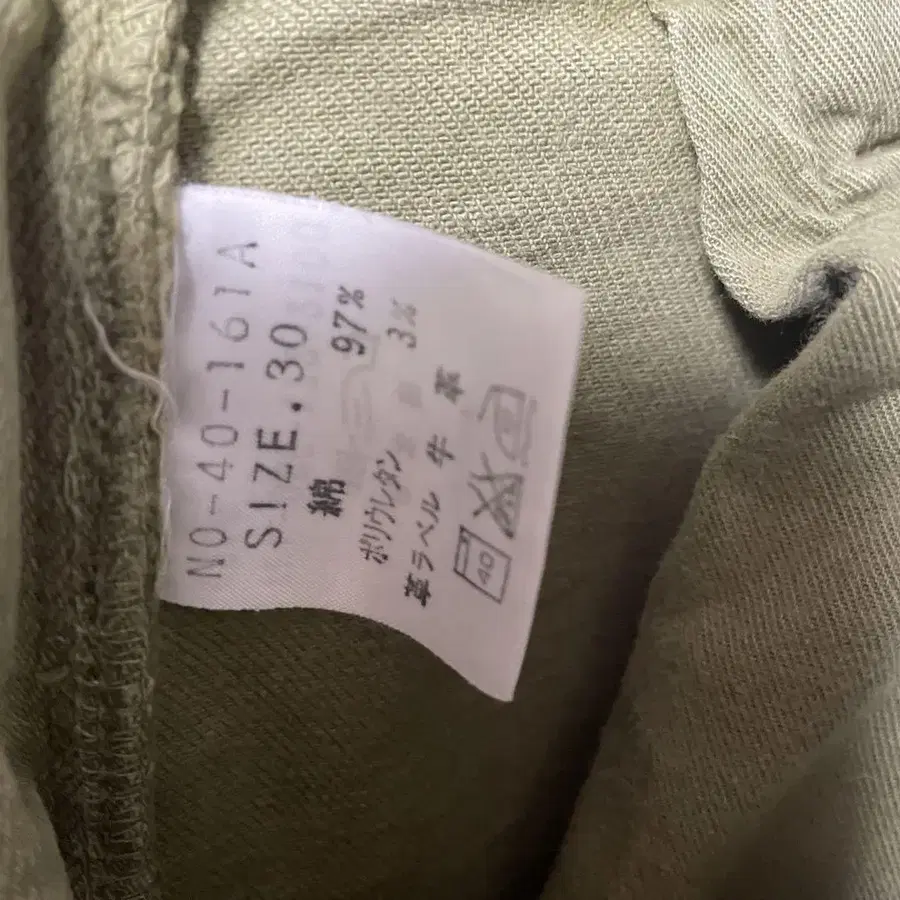 NO-40-161A
SIZE.30
綿 97%
ポリウレタン 3%
革ラベル 牛 革
40